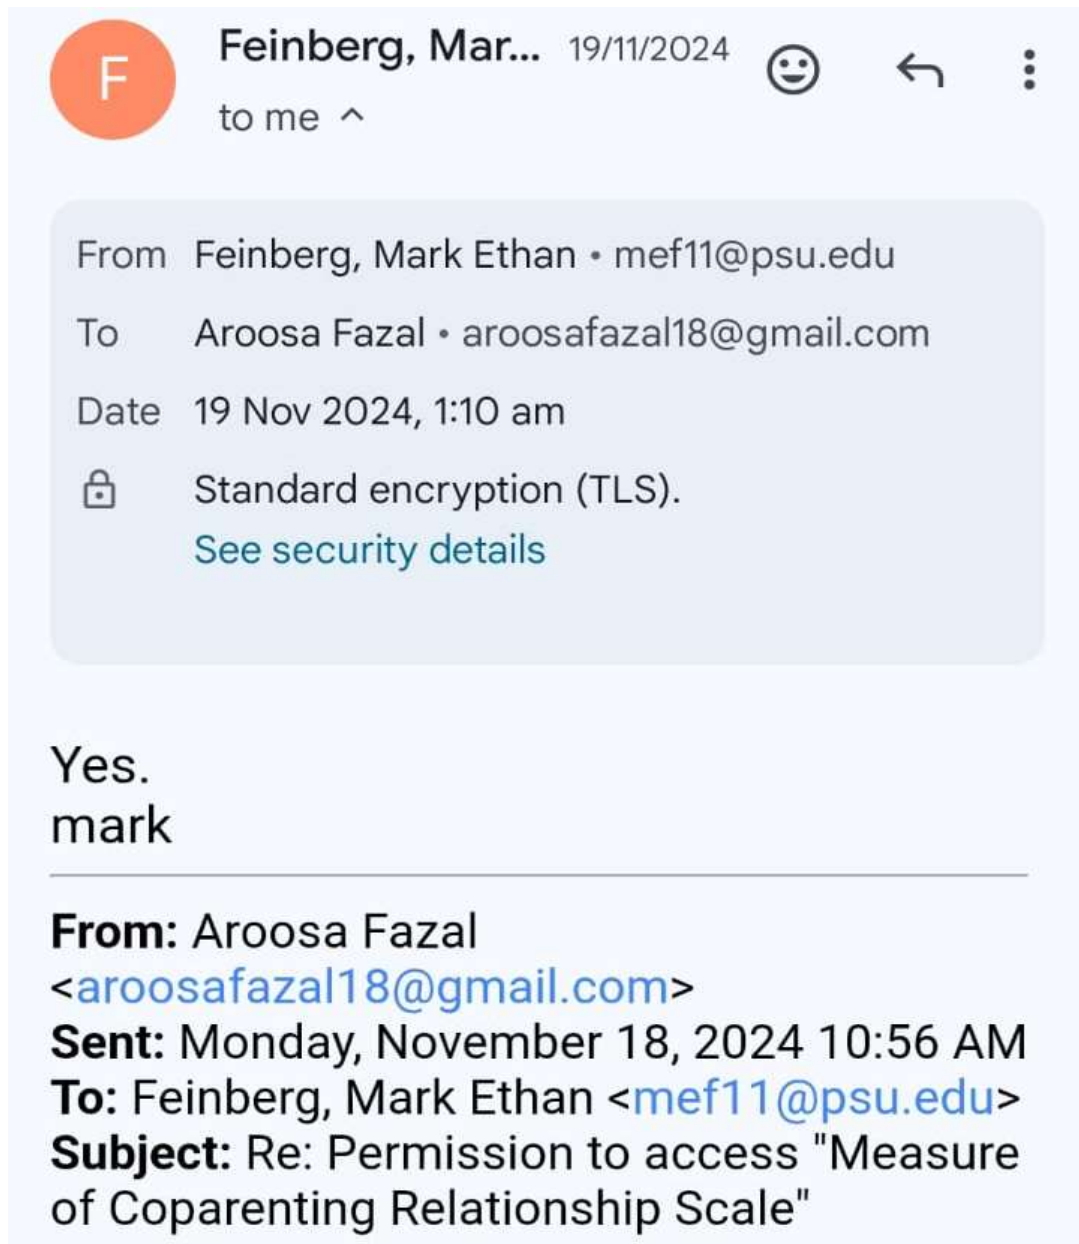 F
Feinberg, Mar... 19/11/2024
to me
From Feinberg, Mark Ethan • mef11@psu.edu
To Aroosa Fazal • aroosafazal18@gmail.com
Date 19 Nov 2024, 1:10 am
Standard encryption (TLS).
See security details
Yes.
mark
From: Aroosa Fazal
<aroosafazal18@gmail.com>
Sent: Monday, November 18, 2024 10:56 AM
To: Feinberg, Mark Ethan <mef11@psu.edu>
Subject: Re: Permission to access "Measure
of Coparenting Relationship Scale"